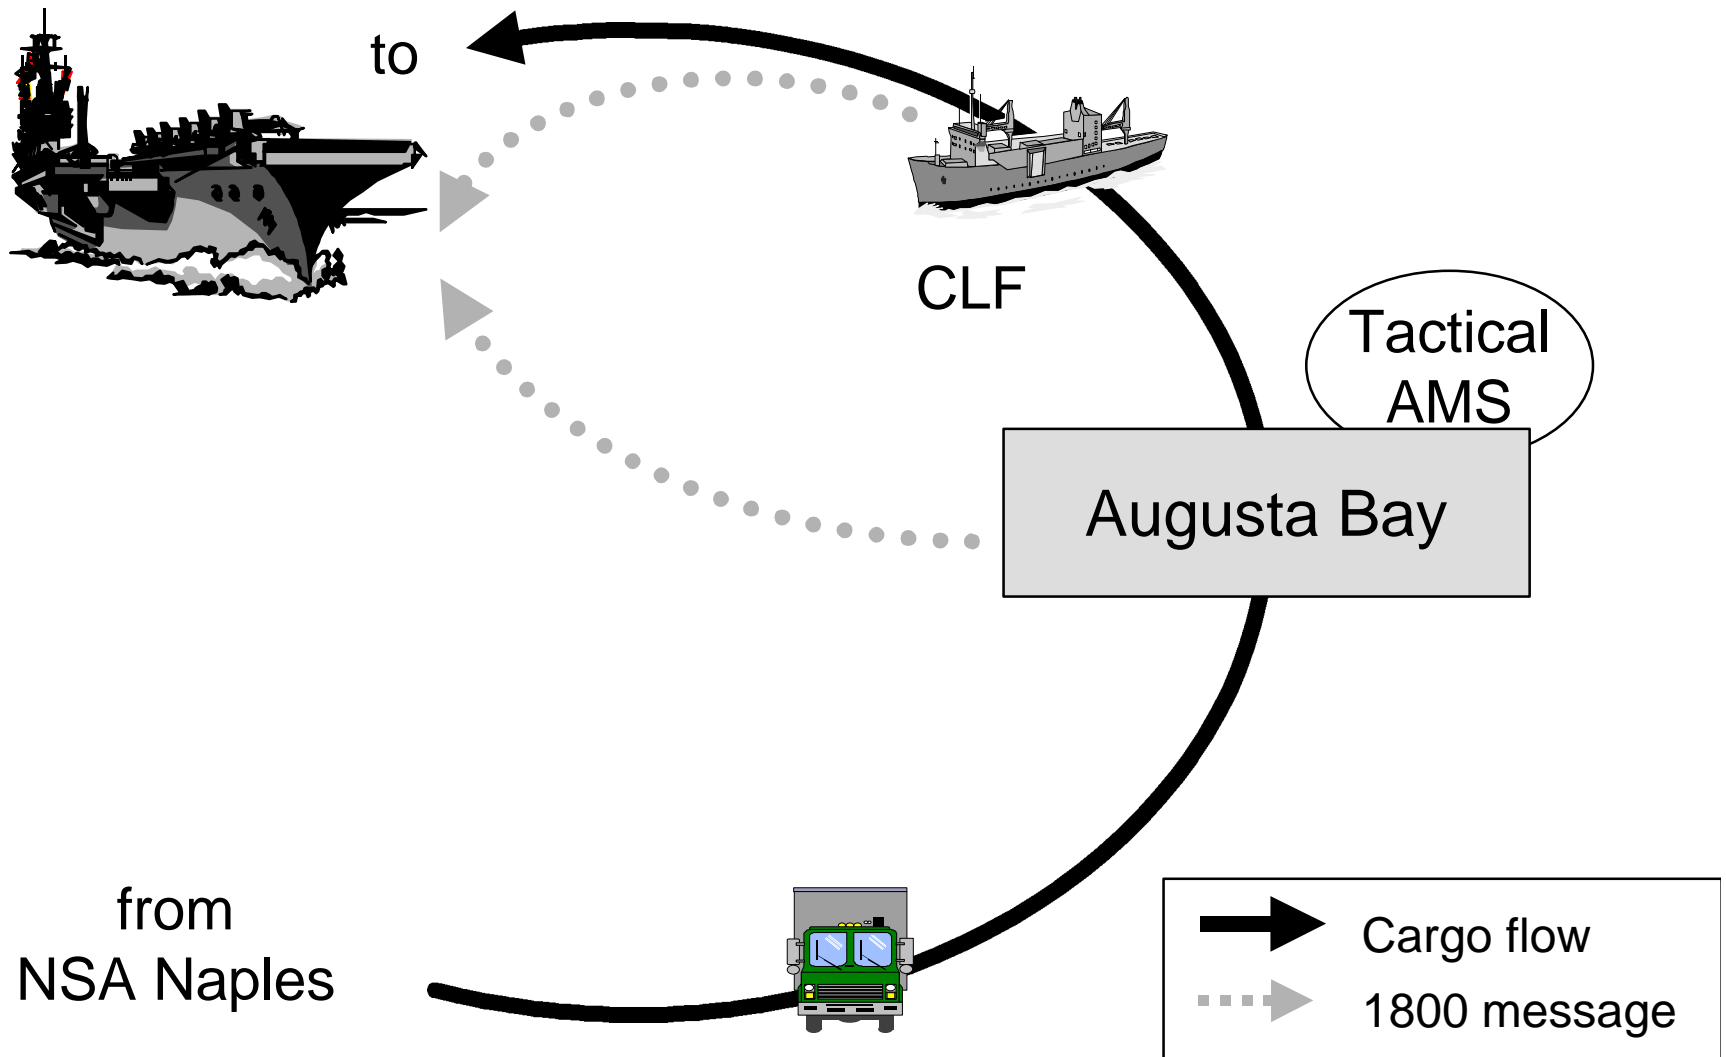 to
CLF
Tactical
AMS
Augusta Bay
from
NSA Naples
Cargo flow
1800 message